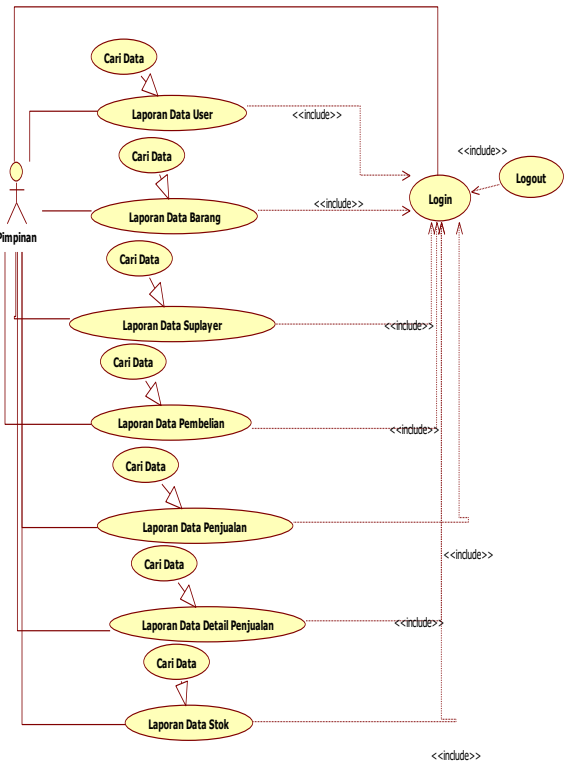 Cari Data
Laporan Data User
<<include>>
Cari Data
<<include>>
Logout
Login
Laporan Data Barang
<<include>>
Pimpinan
Cari Data
Laporan Data Suplayer
<<include>>
Cari Data
Laporan Data Pembelian
<<include>>
Cari Data
Laporan Data Penjualan
<<include>>
Cari Data
Laporan Data Detail Penjualan
<<include>>
Cari Data
Laporan Data Stok
<<include>>